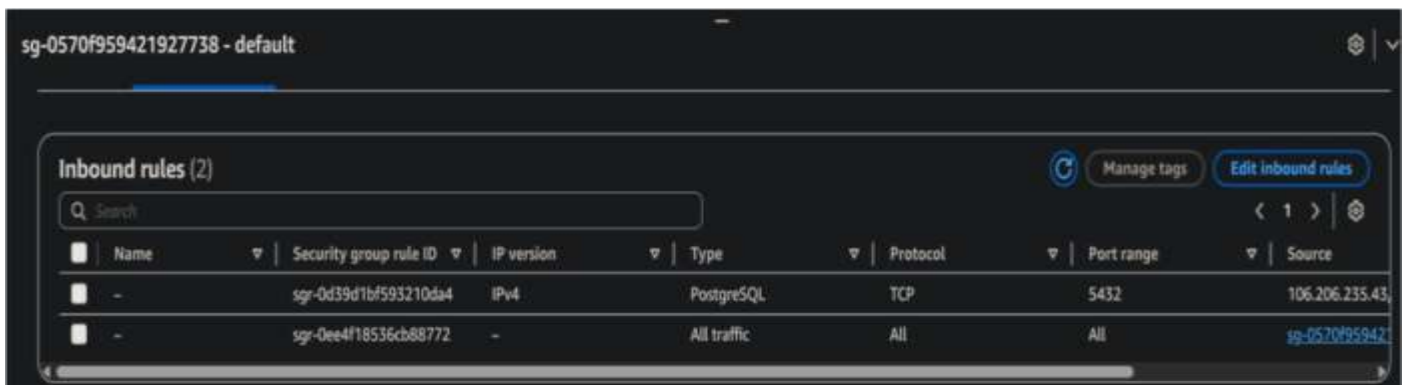 sg-0570f959421927738 - default
Inbound rules (2)
Manage tags
Edit inbound rules
Search
1
Name Security group rule ID IP version Type Protocol Port range Source
– sgr-0d39d1bf593210da4 IPv4 PostgreSQL TCP 5432 106.206.235.43
– sgr-0ee4f18536cb88772 – All traffic All All sg-0570f959421